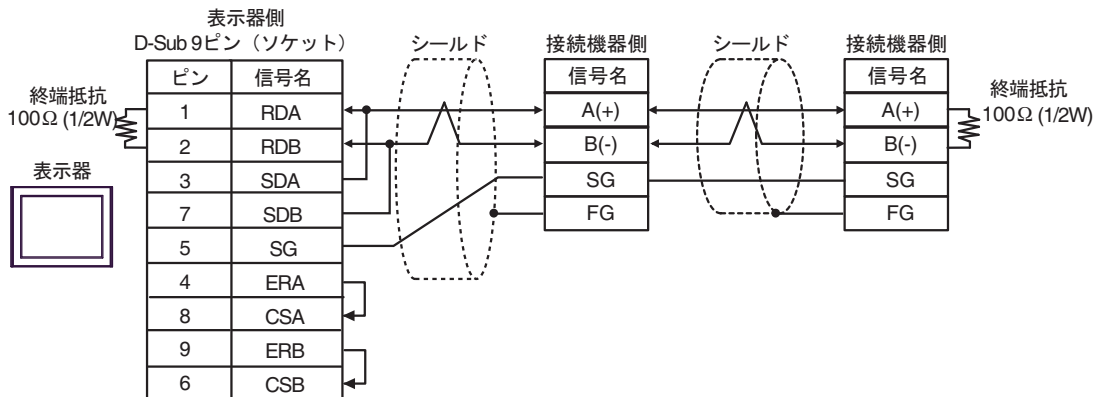 表示器側
D-Sub 9ピン（ソケット）
シールド
接続機器側
シールド
接続機器側
ピン 信号名
1 RDA
2 RDB
3 SDA
7 SDB
5 SG
4 ERA
8 CSA
9 ERB
6 CSB
終端抵抗
100Ω (1/2W)
表示器
信号名
A(+)
B(-)
SG
FG
信号名
A(+)
B(-)
SG
FG
終端抵抗
100Ω (1/2W)